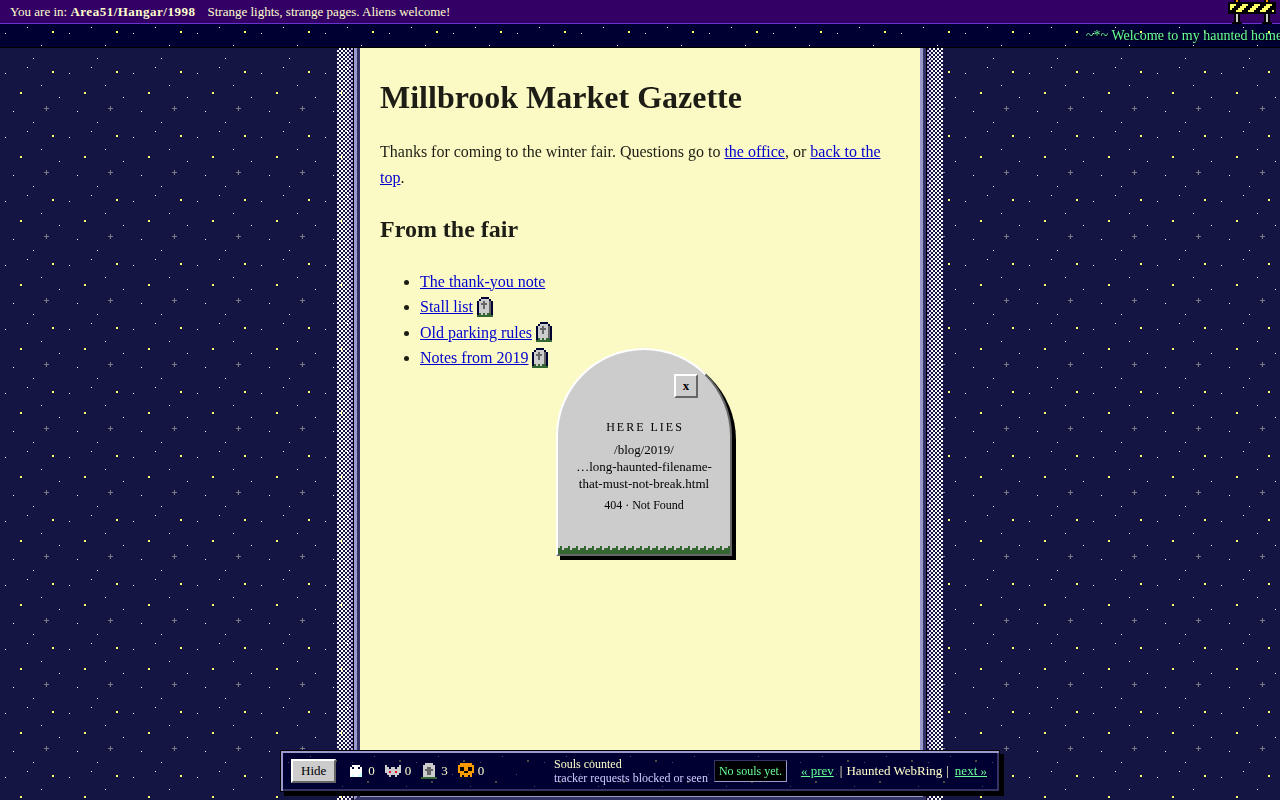 You are in: Area51/Hangar/1998 Strange lights, strange pages. Aliens welcome!
~*~ Welcome to my haunted home
Millbrook Market Gazette
Thanks for coming to the winter fair. Questions go to the office, or back to the
top.
From the fair
The thank-you note
Stall list
Old parking rules
Notes from 2019
x
HERE LIES
/blog/2019/
…long-haunted-filename-
that-must-not-break.html
404 · Not Found
Hide 0 0 3 0
Souls counted
tracker requests blocked or seen
No souls yet.
« prev | Haunted WebRing | next »